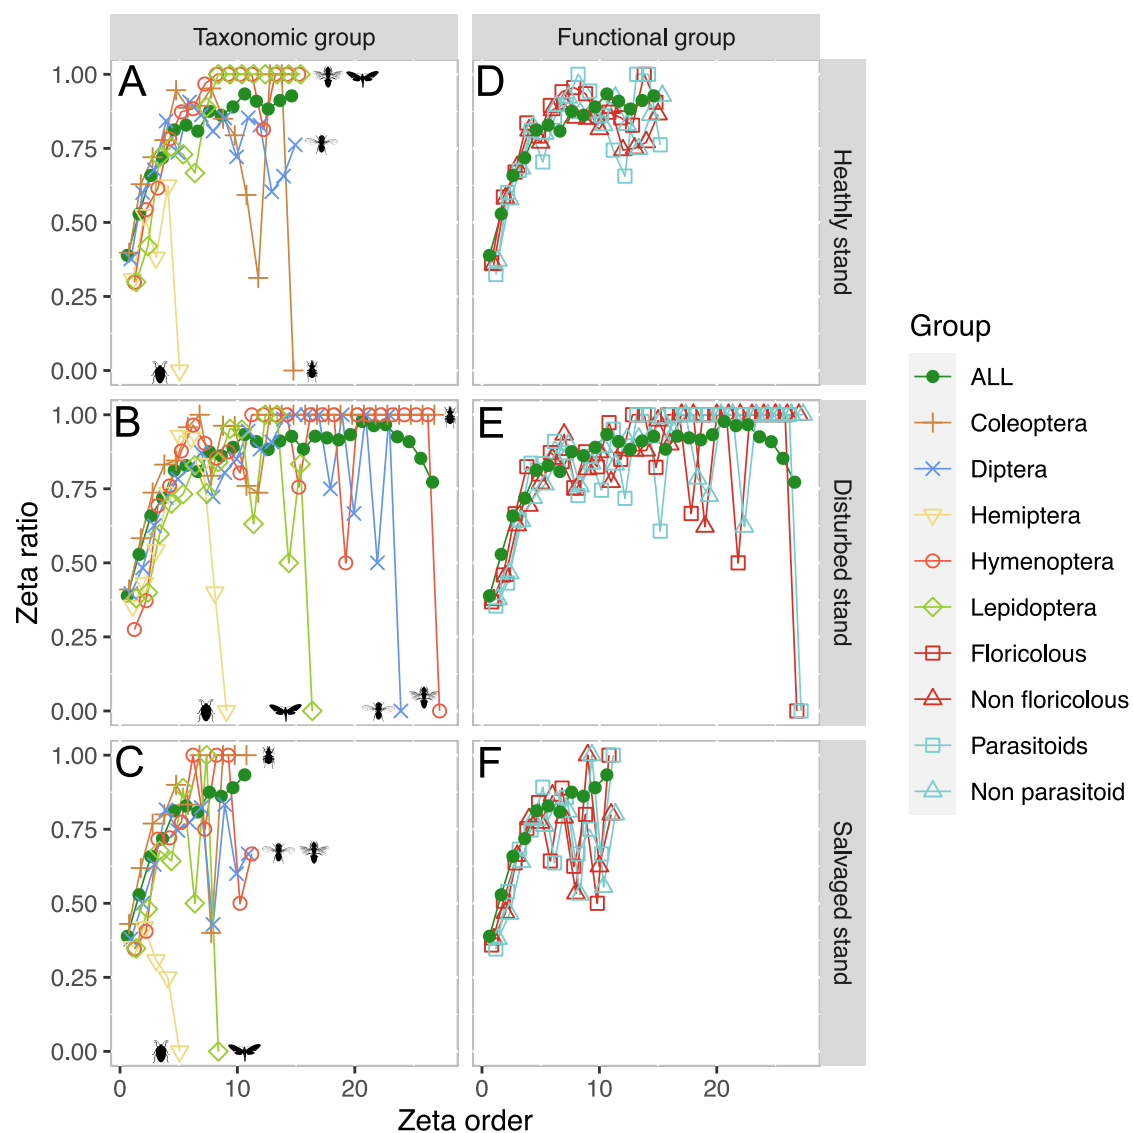 Taxonomic group
Functional group
A
D
1.00
0.75
0.50
0.25
0.00
Heathly stand
B
E
1.00
0.75
0.50
0.25
0.00
Disturbed stand
C
F
1.00
0.75
0.50
0.25
0.00
Salvaged stand
0
10
20
0
10
20
Zeta ratio
Zeta order
Group
ALL
Coleoptera
Diptera
Hemiptera
Hymenoptera
Lepidoptera
Floricolous
Non floricolous
Parasitoids
Non parasitoid